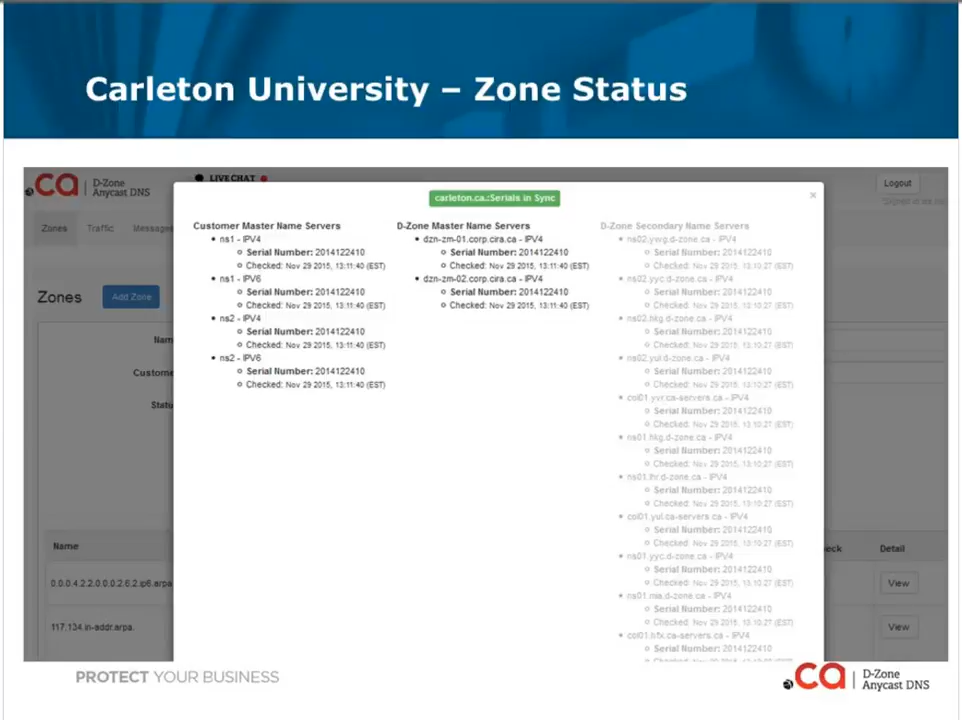 Carleton University – Zone Status
ca D-Zone
Anycast DNS
LIVE CHAT
Logout
Zones Traffic Messages
Zones
Add Zone
Name
Detail
0.0.0.4.2.2.0.0.0.2.6.2.ip6.arpa
View
117.134.in-addr.arpa.
View
carleton.ca.:Serials in Sync
×
Customer Master Name Servers
ns1 - IPV4
Serial Number: 2014122410
Checked: Nov 29 2015, 13:11:40 (EST)
ns1 - IPV6
Serial Number: 2014122410
Checked: Nov 29 2015, 13:11:40 (EST)
ns2 - IPV4
Serial Number: 2014122410
Checked: Nov 29 2015, 13:11:40 (EST)
ns2 - IPV6
Serial Number: 2014122410
Checked: Nov 29 2015, 13:11:40 (EST)
D-Zone Master Name Servers
dzn-zm-01.corp.cira.ca - IPV4
Serial Number: 2014122410
Checked: Nov 29 2015, 13:11:40 (EST)
dzn-zm-02.corp.cira.ca - IPV4
Serial Number: 2014122410
Checked: Nov 29 2015, 13:11:40 (EST)
D-Zone Secondary Name Servers
ns02.ywg.d-zone.ca - IPV4
Serial Number: 2014122410
Checked: Nov 29 2015, 13:10:27 (EST)
ns02.yyc.d-zone.ca - IPV4
Serial Number: 2014122410
Checked: Nov 29 2015, 13:10:27 (EST)
ns02.hkg.d-zone.ca - IPV4
Serial Number: 2014122410
Checked: Nov 29 2015, 13:10:27 (EST)
ns02.yul.d-zone.ca - IPV4
Serial Number: 2014122410
Checked: Nov 29 2015, 13:10:27 (EST)
col01.yvr.ca-servers.ca - IPV4
Serial Number: 2014122410
Checked: Nov 29 2015, 13:10:27 (EST)
ns01.hkg.d-zone.ca - IPV4
Serial Number: 2014122410
Checked: Nov 29 2015, 13:10:27 (EST)
ns01.lhr.d-zone.ca - IPV4
Serial Number: 2014122410
Checked: Nov 29 2015, 13:10:27 (EST)
col01.yul.ca-servers.ca - IPV4
Serial Number: 2014122410
Checked: Nov 29 2015, 13:10:27 (EST)
ns01.yyc.d-zone.ca - IPV4
Serial Number: 2014122410
Checked: Nov 29 2015, 13:10:27 (EST)
ns01.mia.d-zone.ca - IPV4
Serial Number: 2014122410
Checked: Nov 29 2015, 13:10:27 (EST)
col01.hfx.ca-servers.ca - IPV4
Serial Number: 2014122410
PROTECT YOUR BUSINESS
ca D-Zone
Anycast DNS